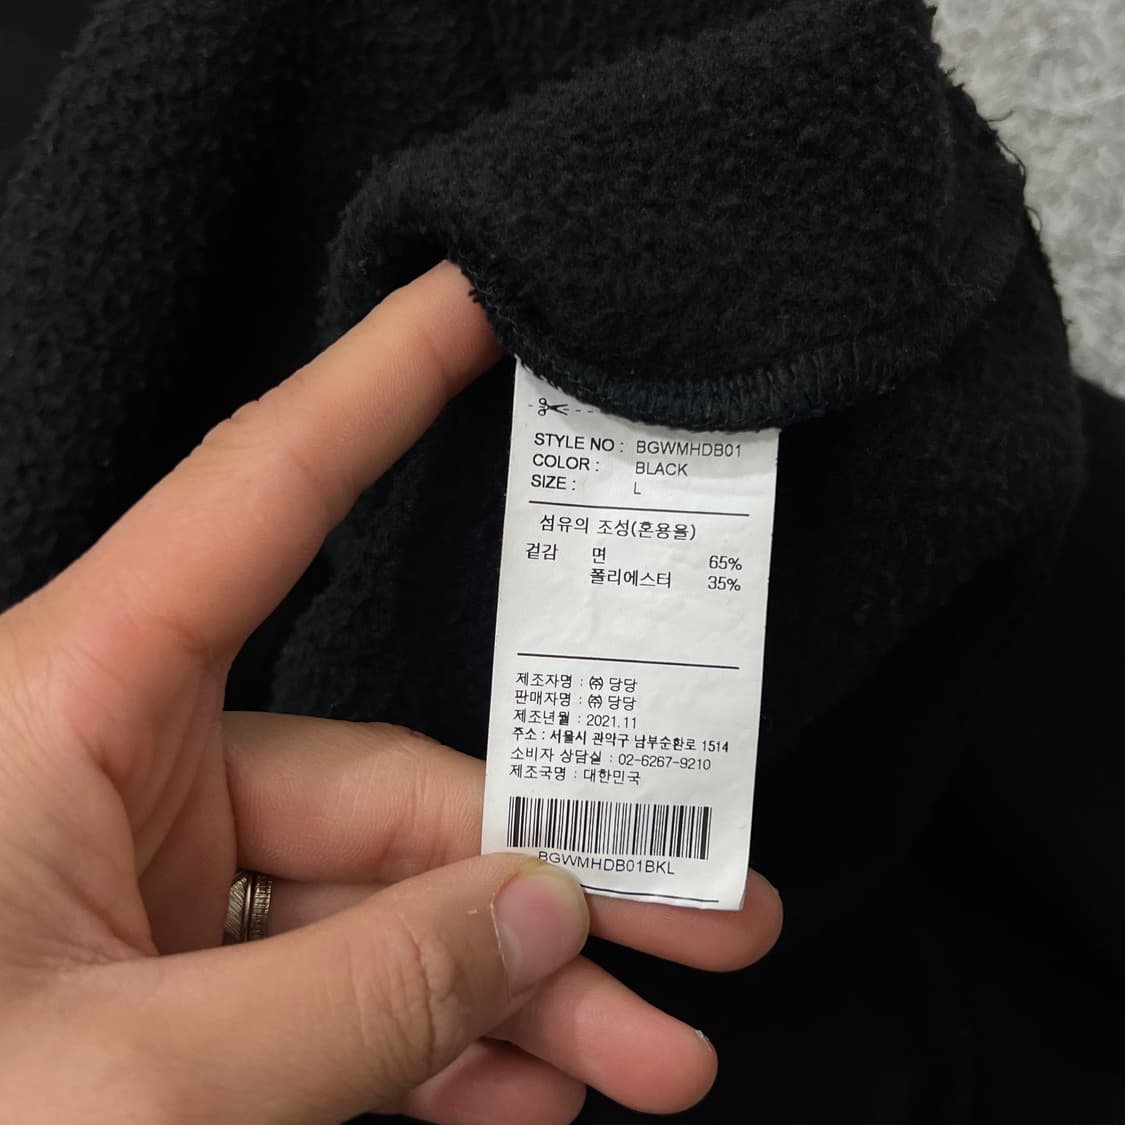 STYLE NO : BGWMHDB01
COLOR : BLACK
SIZE : L
섬유의 조성(혼용율)
겉감 면 65%
폴리에스터 35%
제조자명 : ㈜ 당당
판매자명 : ㈜ 당당
제조년월 : 2021.11
주소 : 서울시 관악구 남부순환로 1514
소비자 상담실 : 02-6267-9210
제조국명 : 대한민국
BGWMHDB01BKL